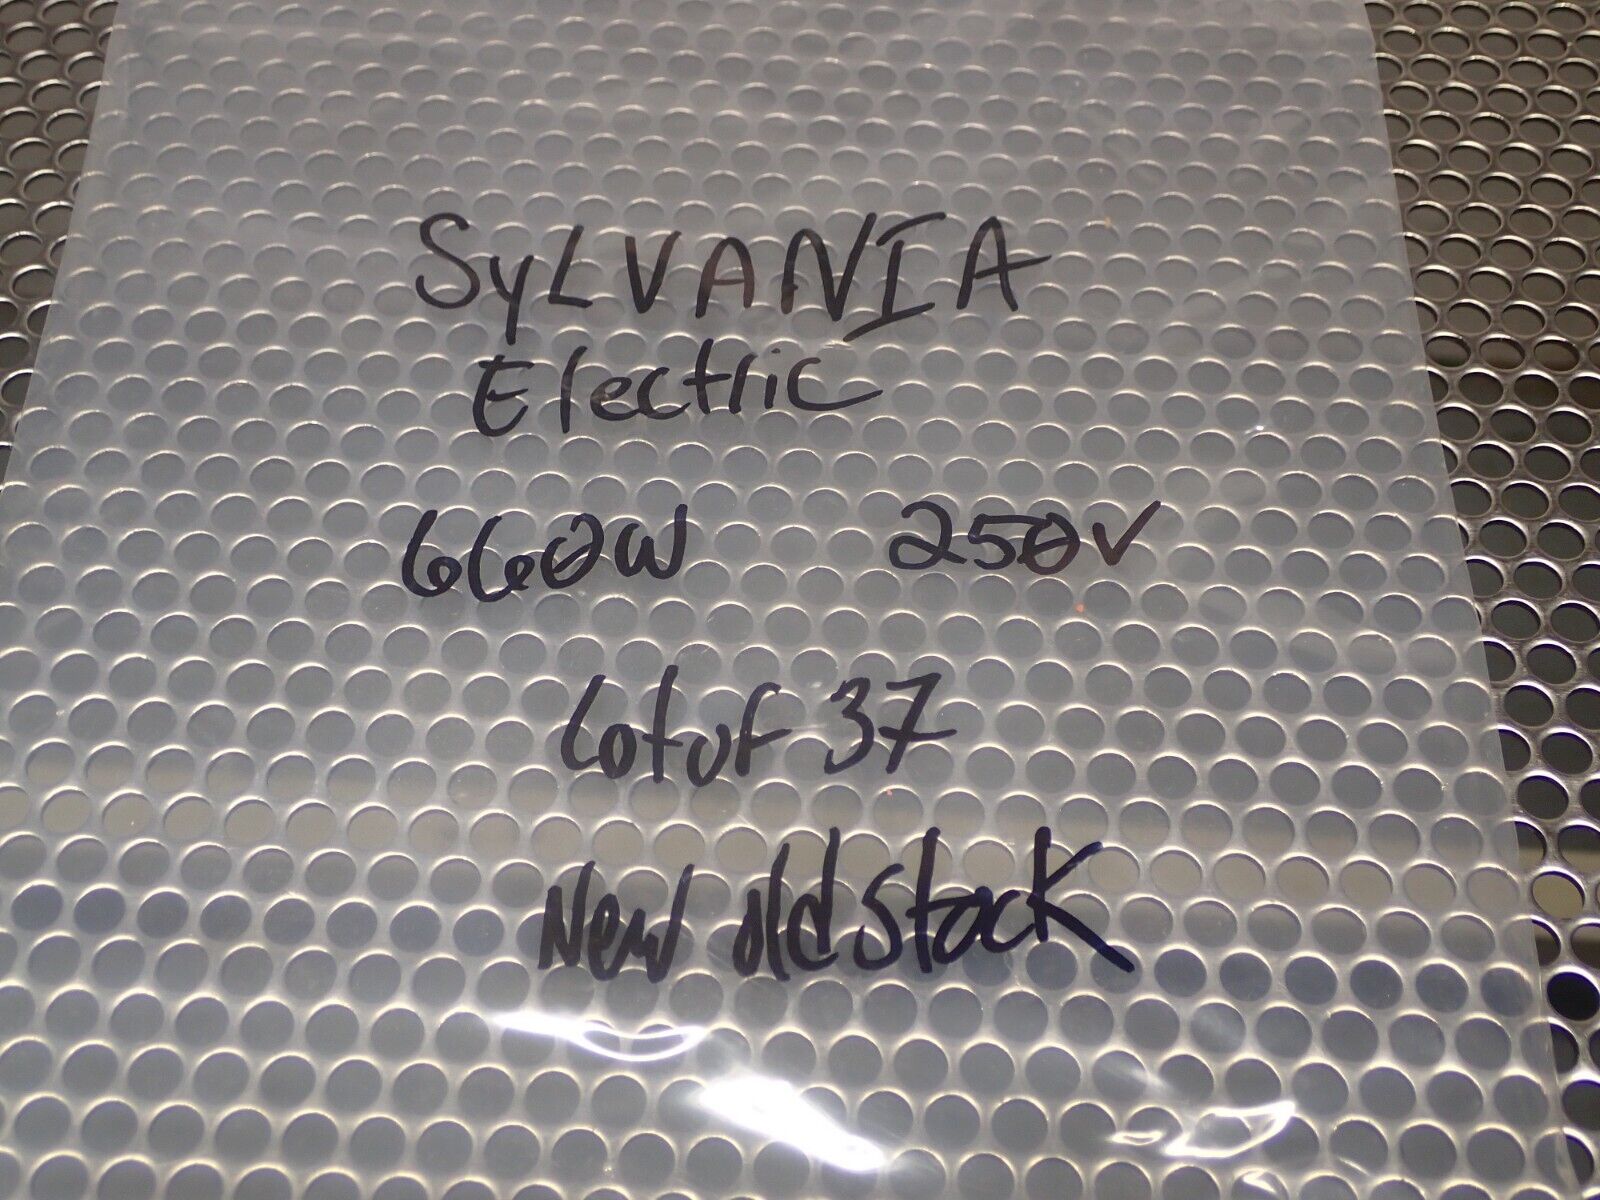 SyLVANIA
Electric
660W 250V
Lot of 37
New old stock